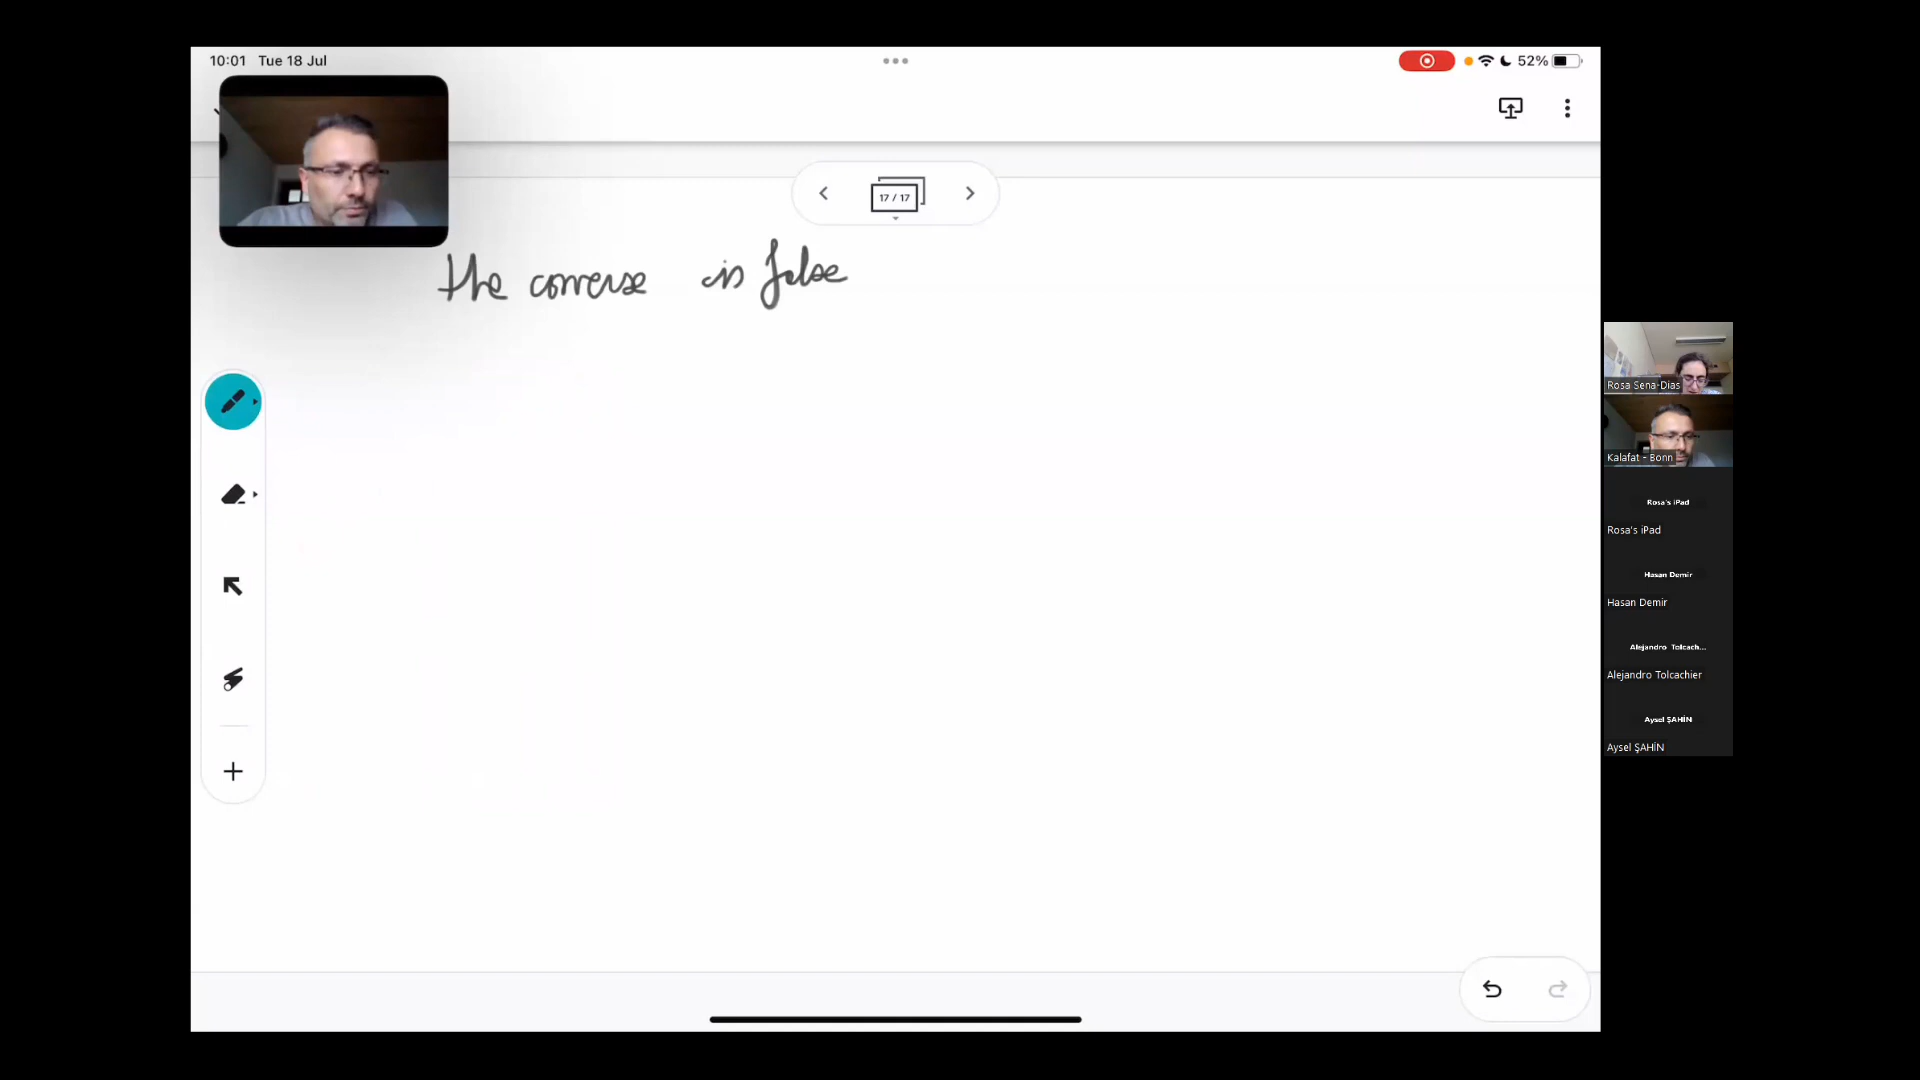 10:01 Tue 18 Jul
52%
17 / 17
the converse is false
Rosa Sena-Dias
Kalafat - Bonn
Rosa's iPad
Rosa's iPad
Hasan Demir
Hasan Demir
Alejandro Tolcach...
Alejandro Tolcachier
Aysel ŞAHİN
Aysel ŞAHİN